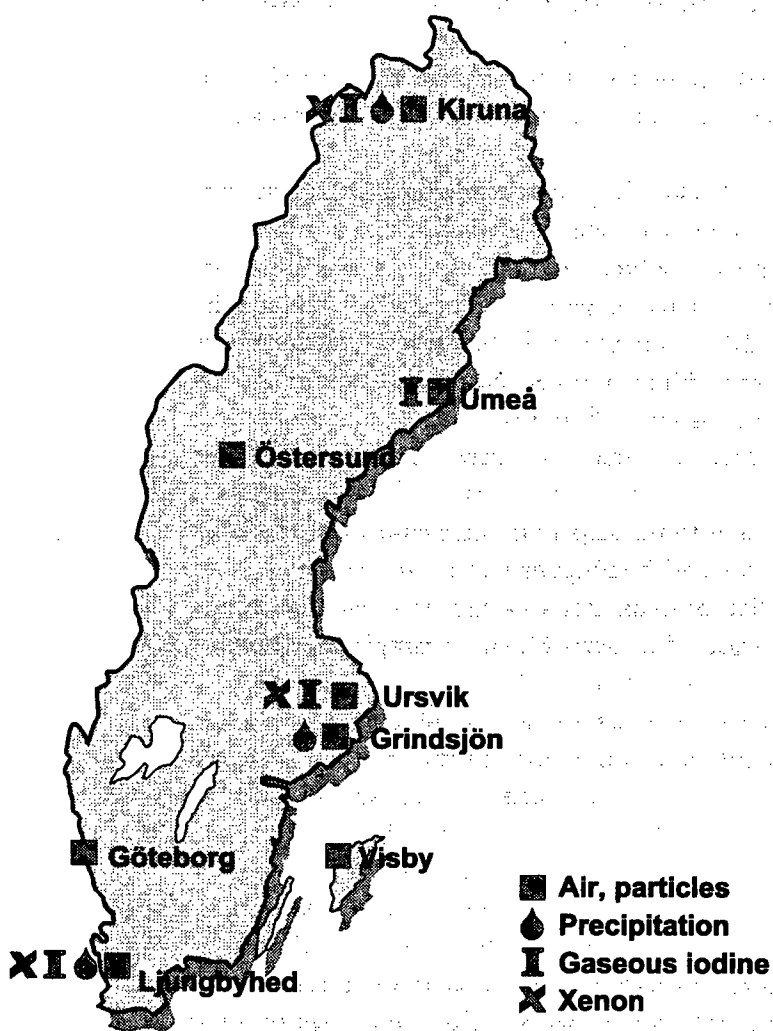 Kiruna
Umeå
Östersund
Ursvik
Grindsjön
Göteborg
Visby
Ljungbyhed
Air, particles
Precipitation
I Gaseous iodine
X Xenon